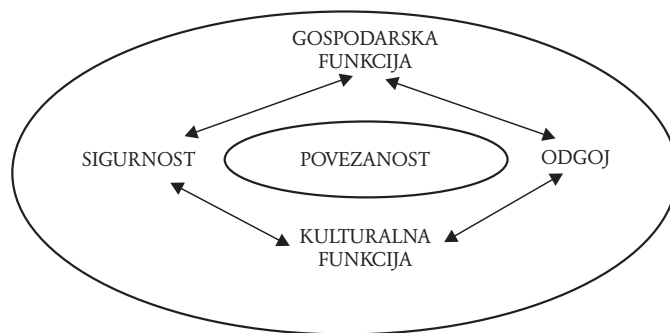 GOSPODARSKA
FUNKCIJA
SIGURNOST
POVEZANOST
ODGOJ
KULTURALNA
FUNKCIJA